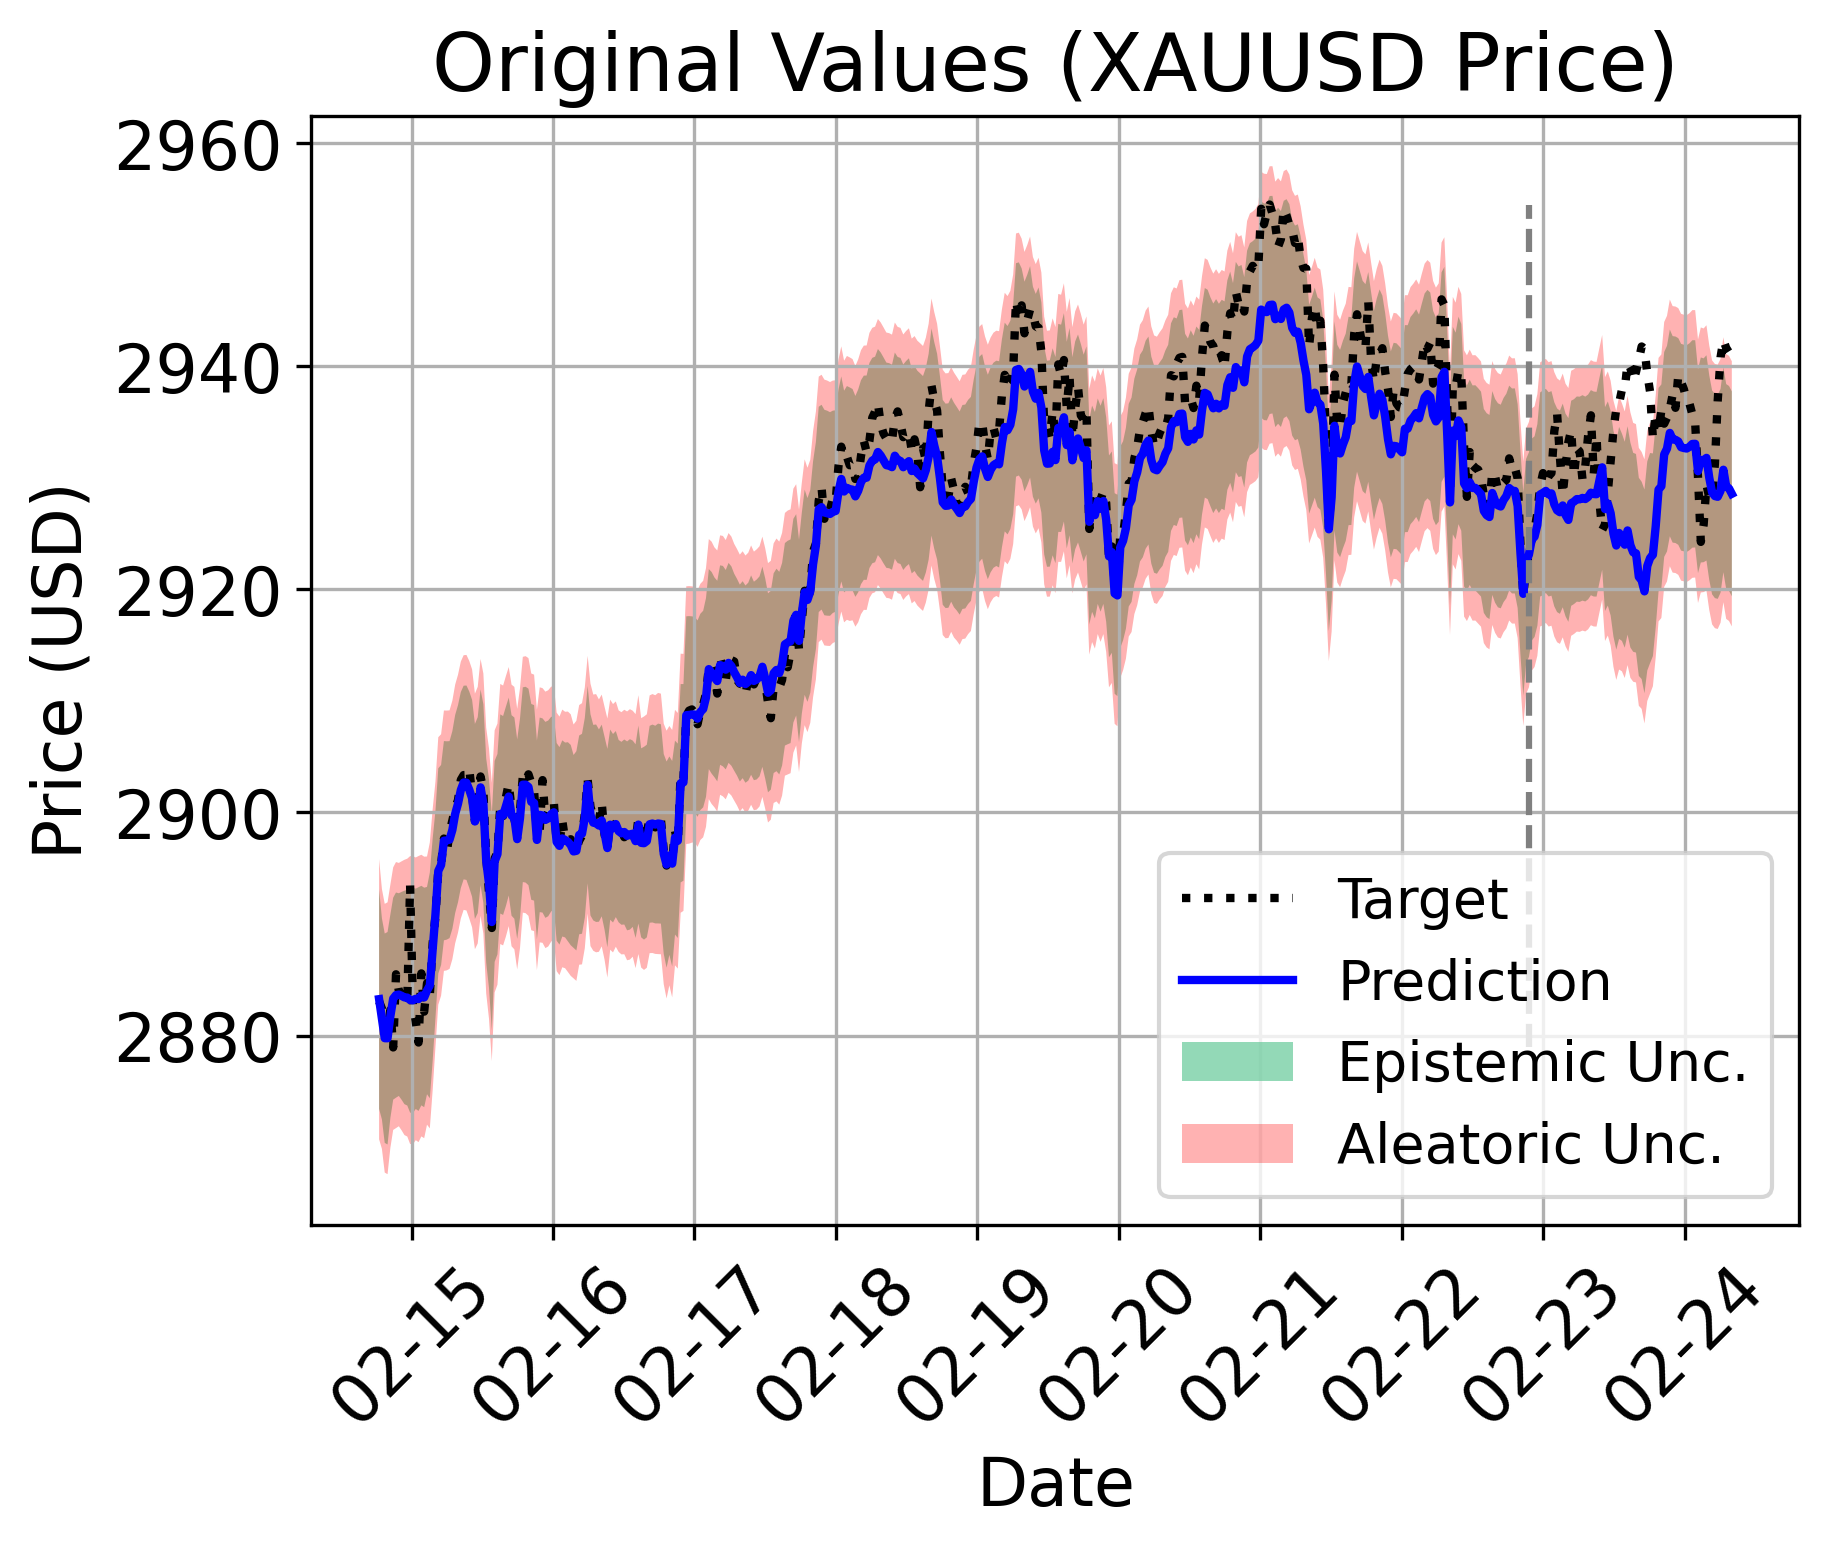 Original Values (XAUUSD Price)
Price (USD)
2960
2940
2920
2900
2880
Target
Prediction
Epistemic Unc.
Aleatoric Unc.
02-15
02-16
02-17
02-18
02-19
02-20
02-21
02-22
02-23
02-24
Date